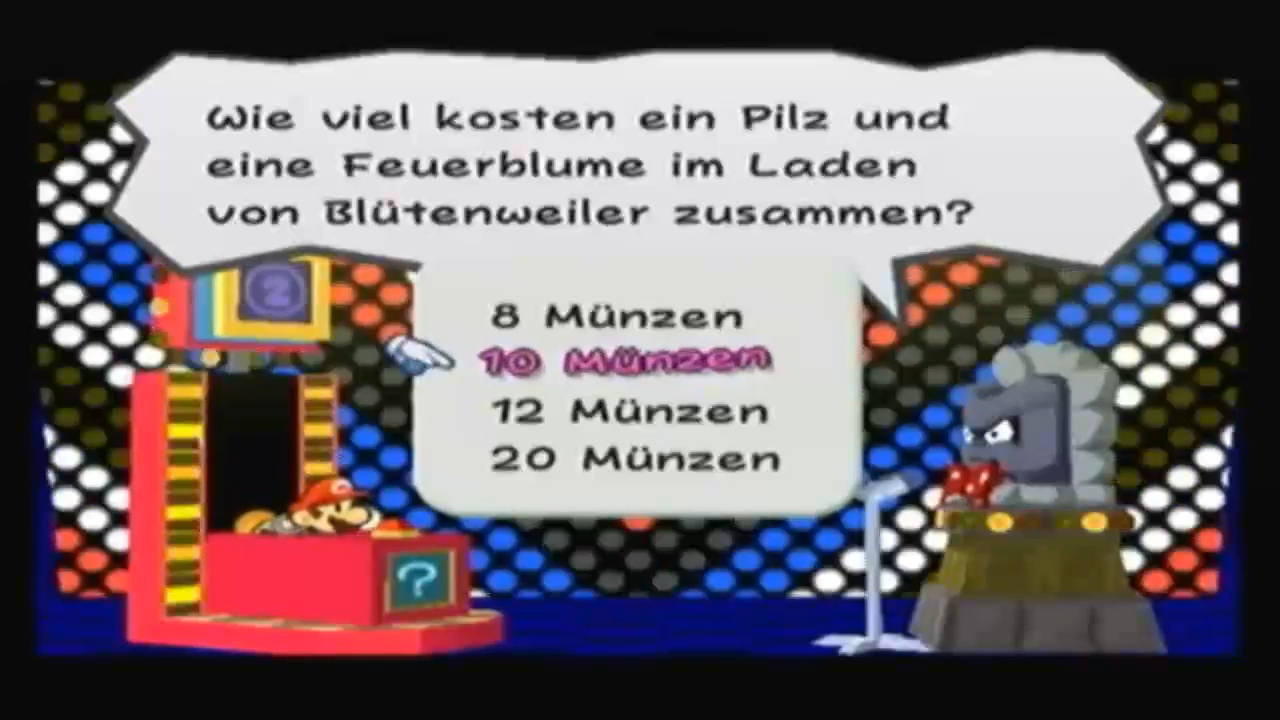 Wie viel kosten ein Pilz und
eine Feuerblume im Laden
von Blütenweiler zusammen?
2
8 Münzen
10 Münzen
12 Münzen
20 Münzen
?